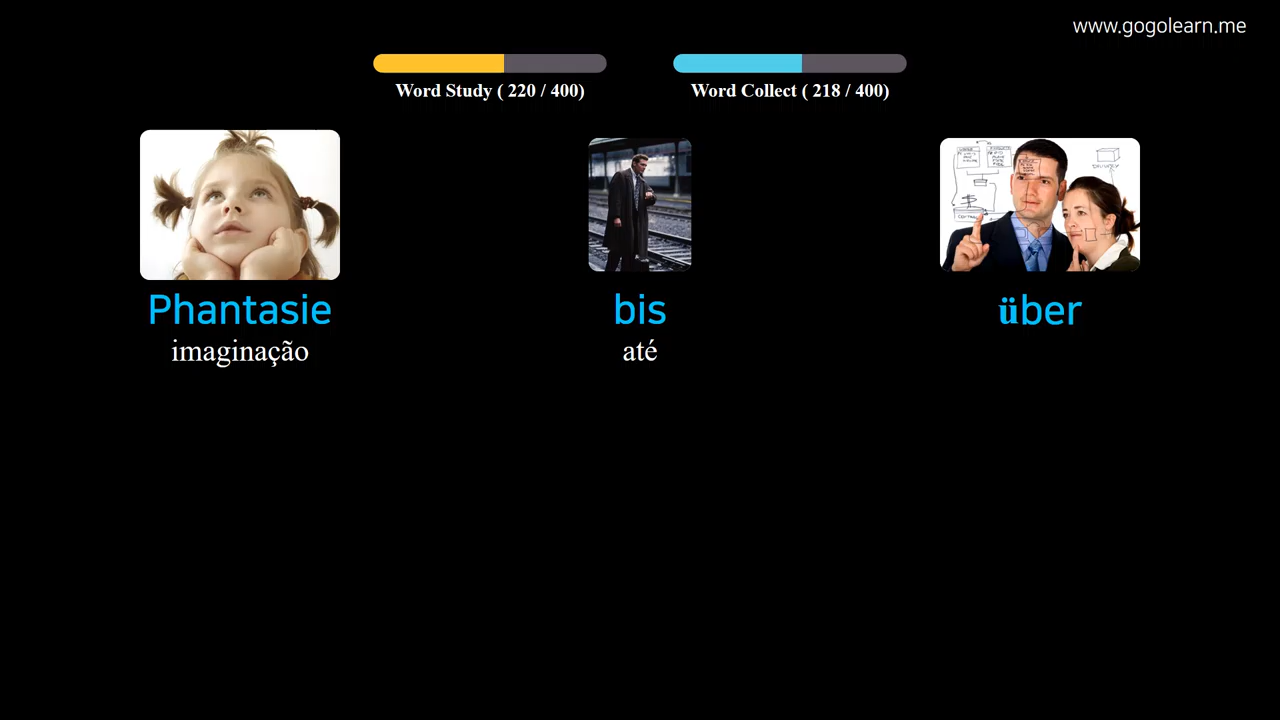 www.gogolearn.me
Word Study ( 220 / 400)
Word Collect ( 218 / 400)
Phantasie
bis
über
imaginação
até